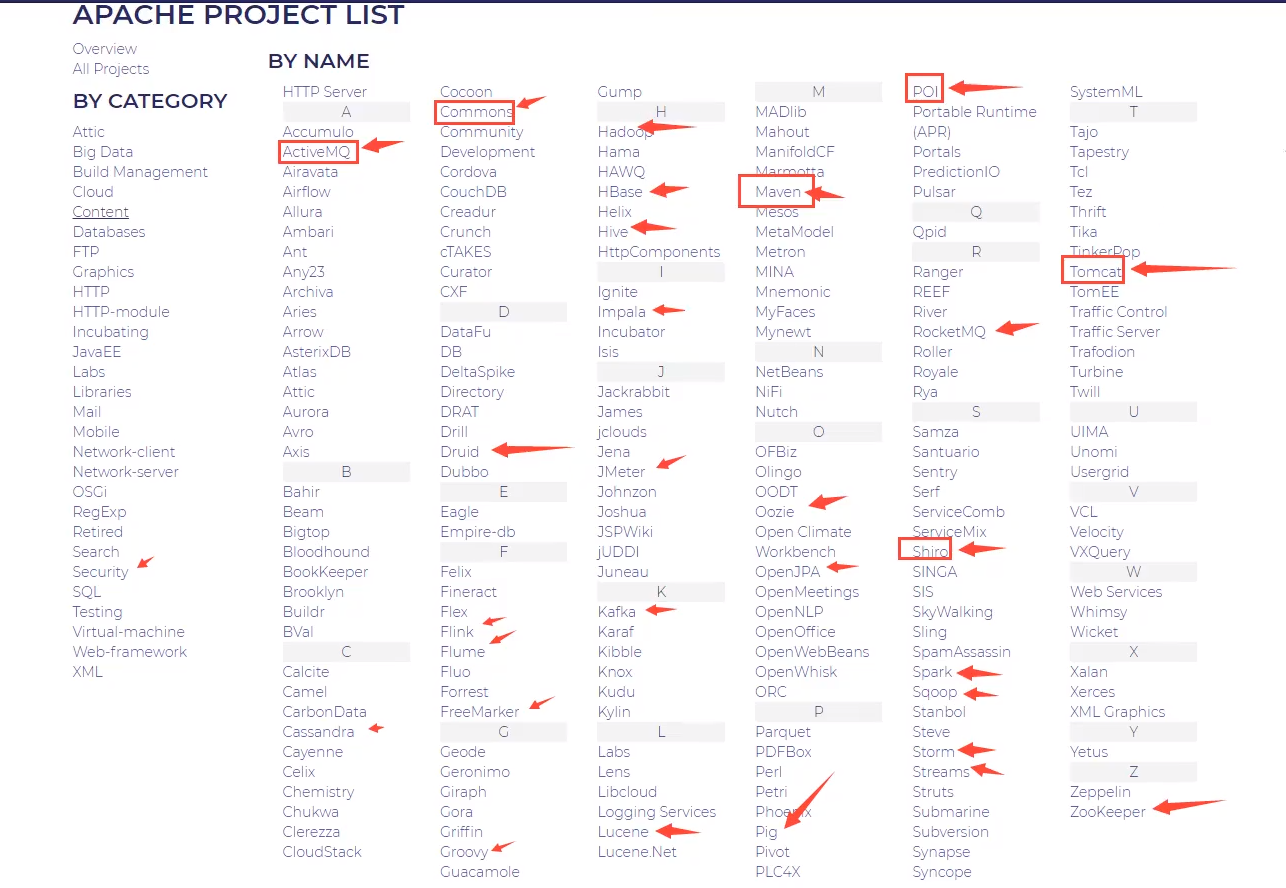 APACHE PROJECT LIST
Overview
All Projects
BY CATEGORY
Attic
Big Data
Build Management
Cloud
Content
Databases
FTP
Graphics
HTTP
HTTP-module
Incubating
JavaEE
Labs
Libraries
Mail
Mobile
Network-client
Network-server
OSGi
RegExp
Retired
Search
Security
SQL
Testing
Virtual-machine
Web-framework
XML
BY NAME
HTTP Server
A
Accumulo
ActiveMQ
Airavata
Airflow
Allura
Ambari
Ant
Any23
Archiva
Aries
Arrow
AsterixDB
Atlas
Attic
Aurora
Avro
Axis
B
Bahir
Beam
Bigtop
Bloodhound
BookKeeper
Brooklyn
Buildr
BVal
C
Calcite
Camel
CarbonData
Cassandra
Cayenne
Celix
Chemistry
Chukwa
Clerezza
CloudStack
Cocoon
Commons
Community
Development
Cordova
CouchDB
Creadur
Crunch
cTAKES
Curator
CXF
D
DataFu
DB
DeltaSpike
Directory
DRAT
Drill
Druid
Dubbo
E
Eagle
Empire-db
F
Felix
Fineract
Flex
Flink
Flume
Fluo
Forrest
FreeMarker
G
Geode
Geronimo
Giraph
Gora
Griffin
Groovy
Guacamole
Gump
H
Hadoop
Hama
HAWQ
HBase
Helix
Hive
HttpComponents
I
Ignite
Impala
Incubator
Isis
J
Jackrabbit
James
jclouds
Jena
JMeter
Johnzon
Joshua
JSPWiki
jUDDI
Juneau
K
Kafka
Karaf
Kibble
Knox
Kudu
Kylin
L
Labs
Lens
Libcloud
Logging Services
Lucene
Lucene.Net
M
MADlib
Mahout
ManifoldCF
Marmotta
Maven
Mesos
MetaModel
Metron
MINA
Mnemonic
MyFaces
Mynewt
N
NetBeans
NiFi
Nutch
O
OFBiz
Olingo
OODT
Oozie
Open Climate
Workbench
OpenJPA
OpenMeetings
OpenNLP
OpenOffice
OpenWebBeans
OpenWhisk
ORC
P
Parquet
PDFBox
Perl
Petri
Phoenix
Pig
Pivot
PLC4X
POI
Portable Runtime
(APR)
Portals
PredictionIO
Pulsar
Q
Qpid
R
Ranger
REEF
River
RocketMQ
Roller
Royale
Rya
S
Samza
Santuario
Sentry
Serf
ServiceComb
ServiceMix
Shiro
SINGA
SIS
SkyWalking
Sling
SpamAssassin
Spark
Sqoop
Stanbol
Steve
Storm
Streams
Struts
Submarine
Subversion
Synapse
Syncope
SystemML
T
Tajo
Tapestry
Tcl
Tez
Thrift
Tika
TinkerPop
Tomcat
TomEE
Traffic Control
Traffic Server
Trafodion
Turbine
Twill
U
UIMA
Unomi
Usergrid
V
VCL
Velocity
VXQuery
W
Web Services
Whimsy
Wicket
X
Xalan
Xerces
XML Graphics
Y
Yetus
Z
Zeppelin
ZooKeeper